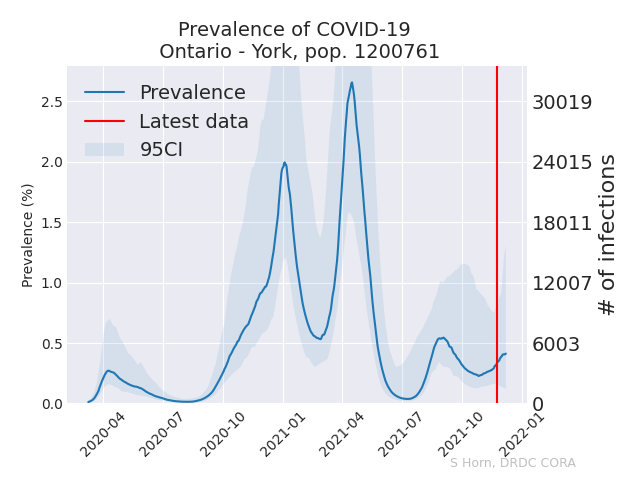 Prevalence of COVID-19
Ontario - York, pop. 1200761
Prevalence
Latest data
95CI
Prevalence (%)
2.5
2.0
1.5
1.0
0.5
0.0
30019
24015
18011
12007
6003
0
# of infections
2020-04
2020-07
2020-10
2021-01
2021-04
2021-07
2021-10
2022-01
S Horn, DRDC CORA